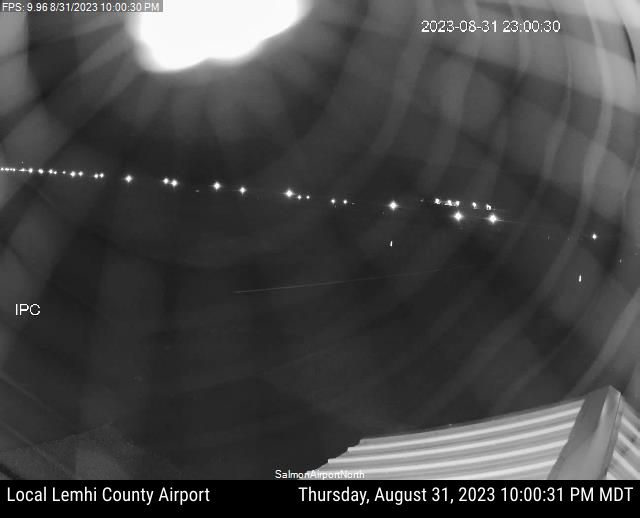 FPS: 9.96 8/31/2023 10:00:30 PM
2023-08-31 23:00:30
IPC
SalmonAirportNorth
Local Lemhi County Airport
Thursday, August 31, 2023 10:00:31 PM MDT